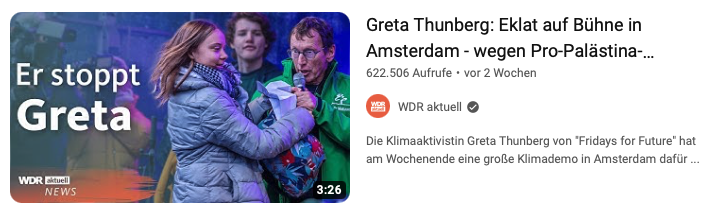 Er stoppt
Greta
WDR aktuell
NEWS
3:26
Greta Thunberg: Eklat auf Bühne in
Amsterdam - wegen Pro-Palästina-...
622.506 Aufrufe • vor 2 Wochen
WDR aktuell
WDR aktuell
Die Klimaaktivistin Greta Thunberg von "Fridays for Future" hat
am Wochenende eine große Klimademo in Amsterdam dafür ...